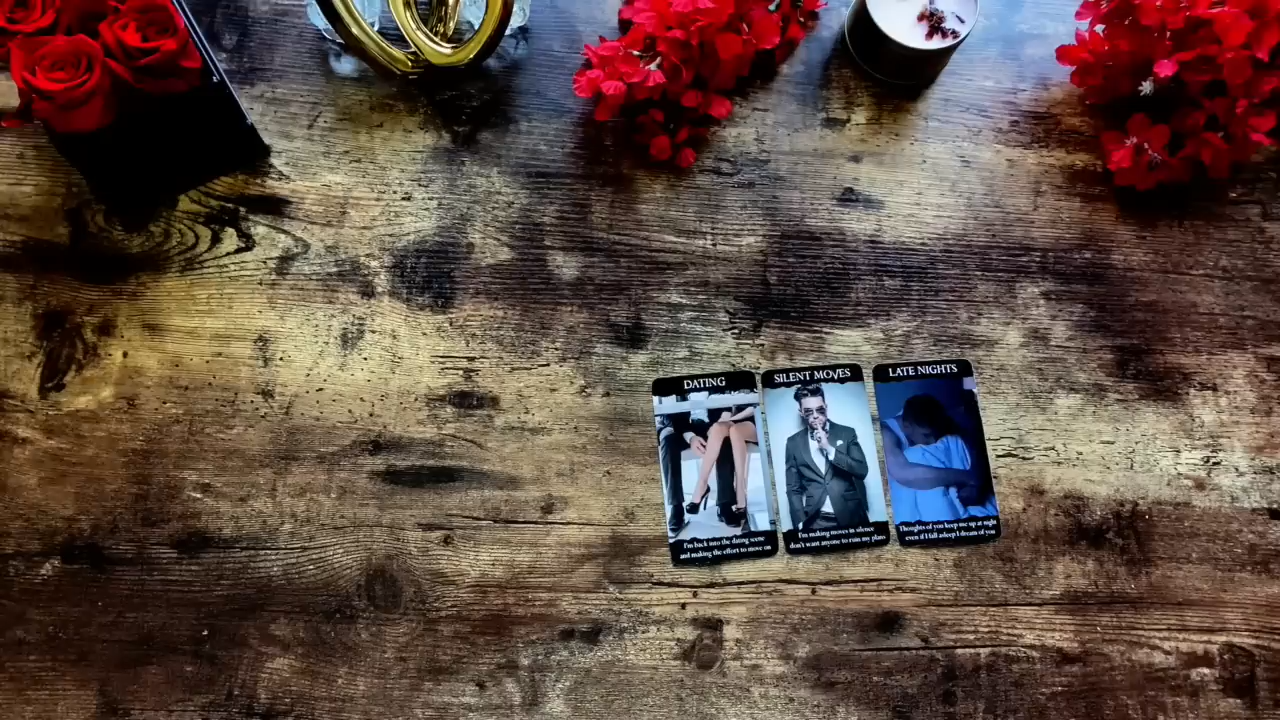 DATING
I'm back into the dating scene
and making the effort to move on
SILENT MOVES
I'm making moves in silence
don't want anyone to ruin my plans
LATE NIGHTS
Thoughts of you keep me up at night
even if I fall asleep I dream of you